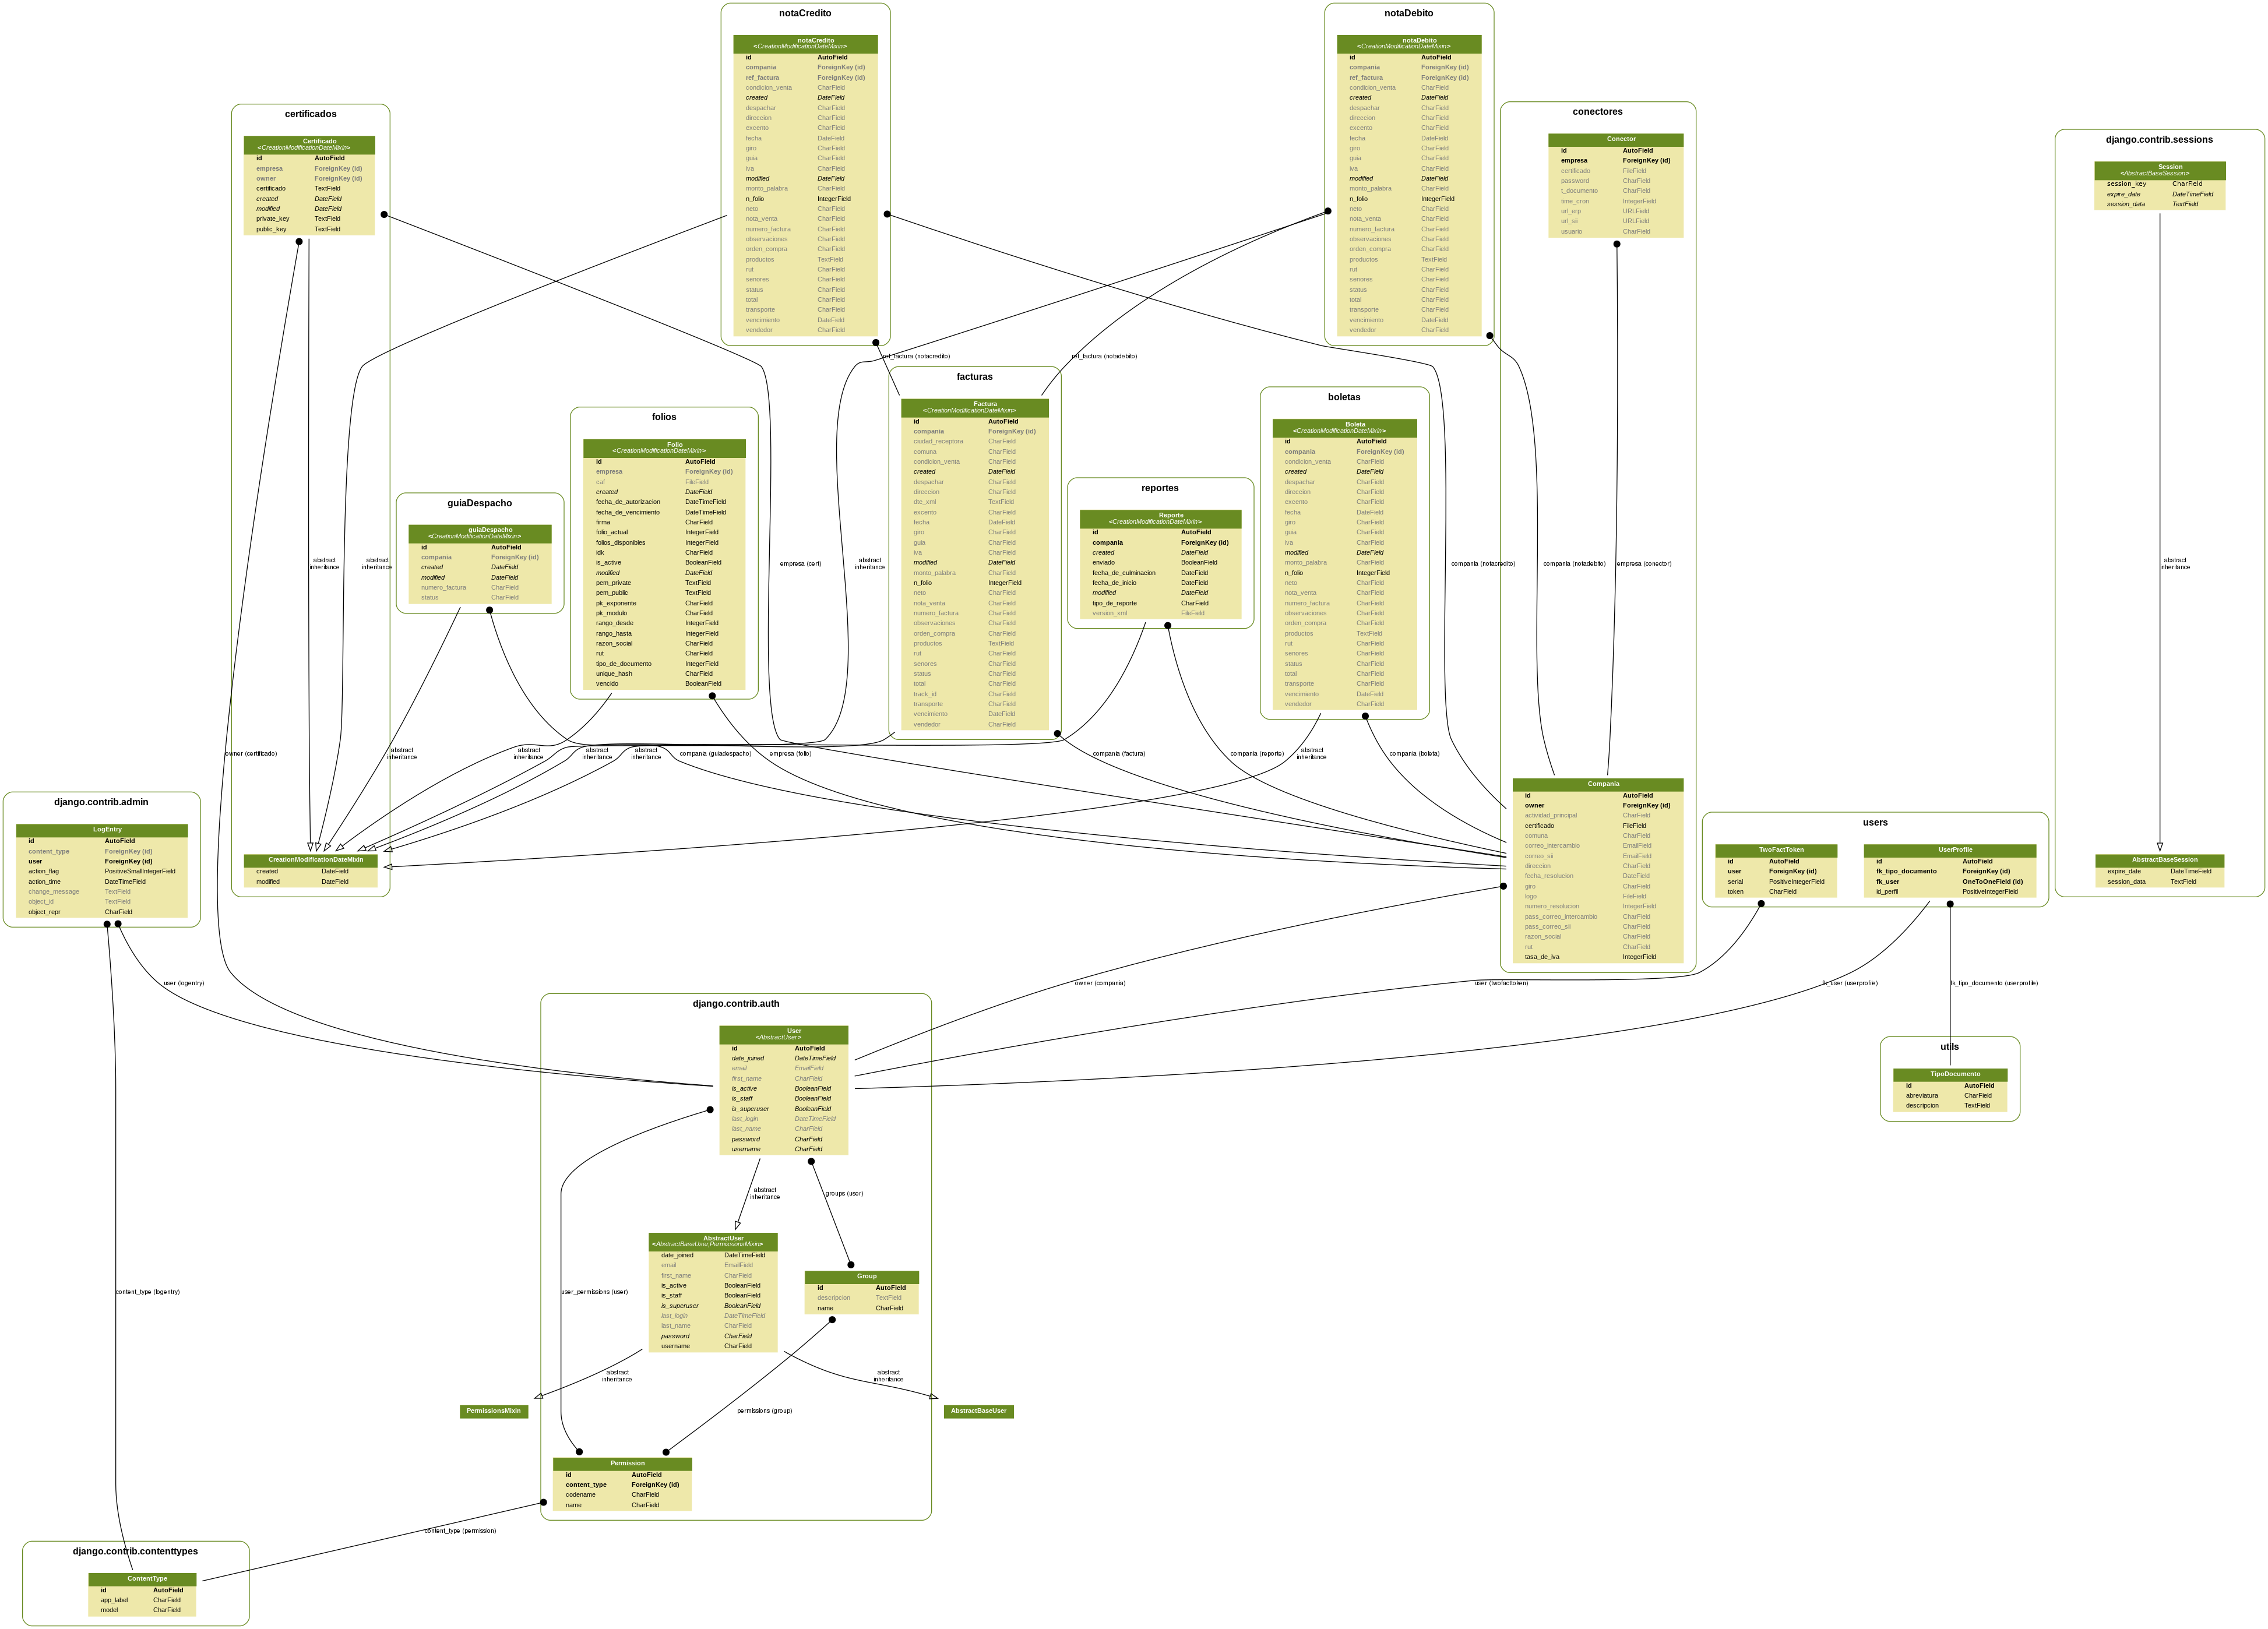 notaCredito
notaCredito
<CreationModificationDateMixin>
id AutoField
compania ForeignKey (id)
ref_factura ForeignKey (id)
condicion_venta CharField
created DateField
despachar CharField
direccion CharField
excento CharField
fecha DateField
giro CharField
guia CharField
iva CharField
modified DateField
monto_palabra CharField
n_folio IntegerField
neto CharField
nota_venta CharField
numero_factura CharField
observaciones CharField
orden_compra CharField
productos TextField
rut CharField
senores CharField
status CharField
total CharField
transporte CharField
vencimiento DateField
vendedor CharField
notaDebito
notaDebito
<CreationModificationDateMixin>
id AutoField
compania ForeignKey (id)
ref_factura ForeignKey (id)
condicion_venta CharField
created DateField
despachar CharField
direccion CharField
excento CharField
fecha DateField
giro CharField
guia CharField
iva CharField
modified DateField
monto_palabra CharField
n_folio IntegerField
neto CharField
nota_venta CharField
numero_factura CharField
observaciones CharField
orden_compra CharField
productos TextField
rut CharField
senores CharField
status CharField
total CharField
transporte CharField
vencimiento DateField
vendedor CharField
certificados
Certificado
<CreationModificationDateMixin>
id AutoField
empresa ForeignKey (id)
owner ForeignKey (id)
certificado TextField
created DateField
modified DateField
private_key TextField
public_key TextField
conectores
Conector
id AutoField
empresa ForeignKey (id)
certificado FileField
password CharField
t_documento CharField
time_cron IntegerField
url_erp URLField
url_sii URLField
usuario CharField
django.contrib.sessions
Session
<AbstractBaseSession>
session_key CharField
expire_date DateTimeField
session_data TextField
ref_factura (notacredito)
ref_factura (notadebito)
facturas
Factura
<CreationModificationDateMixin>
id AutoField
compania ForeignKey (id)
ciudad_receptora CharField
comuna CharField
condicion_venta CharField
created DateField
despachar CharField
direccion CharField
dte_xml TextField
excento CharField
fecha DateField
giro CharField
guia CharField
iva CharField
modified DateField
monto_palabra CharField
n_folio IntegerField
neto CharField
nota_venta CharField
numero_factura CharField
observaciones CharField
orden_compra CharField
productos TextField
rut CharField
senores CharField
status CharField
total CharField
track_id CharField
transporte CharField
vencimiento DateField
vendedor CharField
boletas
Boleta
<CreationModificationDateMixin>
id AutoField
compania ForeignKey (id)
condicion_venta CharField
created DateField
despachar CharField
direccion CharField
excento CharField
fecha DateField
giro CharField
guia CharField
iva CharField
modified DateField
monto_palabra CharField
n_folio IntegerField
neto CharField
nota_venta CharField
numero_factura CharField
observaciones CharField
orden_compra CharField
productos TextField
rut CharField
senores CharField
status CharField
total CharField
transporte CharField
vencimiento DateField
vendedor CharField
folios
Folio
<CreationModificationDateMixin>
id AutoField
empresa ForeignKey (id)
caf FileField
created DateField
fecha_de_autorizacion DateTimeField
fecha_de_vencimiento DateTimeField
firma CharField
folio_actual IntegerField
folios_disponibles IntegerField
idk CharField
is_active BooleanField
modified DateField
pem_private TextField
pem_public TextField
pk_exponente CharField
pk_modulo CharField
rango_desde IntegerField
rango_hasta IntegerField
razon_social CharField
rut CharField
tipo_de_documento IntegerField
unique_hash CharField
vencido BooleanField
reportes
Reporte
<CreationModificationDateMixin>
id AutoField
compania ForeignKey (id)
created DateField
enviado BooleanField
fecha_de_culminacion DateField
fecha_de_inicio DateField
modified DateField
tipo_de_reporte CharField
version_xml FileField
guiaDespacho
guiaDespacho
<CreationModificationDateMixin>
id AutoField
compania ForeignKey (id)
created DateField
modified DateField
numero_factura CharField
status CharField
abstract
inheritance
abstract
inheritance
empresa (cert)
abstract
inheritance
compania (notacredito)
compania (notadebito)
empresa (conector)
abstract
inheritance
owner (certificado)
abstract
inheritance
abstract
inheritance
abstract
inheritance
abstract
inheritance
compania (guiadespacho)
empresa (folio)
compania (factura)
compania (reporte)
abstract
inheritance
compania (boleta)
Compania
id AutoField
owner ForeignKey (id)
actividad_principal CharField
certificado FileField
comuna CharField
correo_intercambio EmailField
correo_sii EmailField
direccion CharField
fecha_resolucion DateField
giro CharField
logo FileField
numero_resolucion IntegerField
pass_correo_intercambio CharField
pass_correo_sii CharField
razon_social CharField
rut CharField
tasa_de_iva IntegerField
django.contrib.admin
LogEntry
id AutoField
content_type ForeignKey (id)
user ForeignKey (id)
action_flag PositiveSmallIntegerField
action_time DateTimeField
change_message TextField
object_id TextField
object_repr CharField
CreationModificationDateMixin
created DateField
modified DateField
users
TwoFactToken
id AutoField
user ForeignKey (id)
serial PositiveIntegerField
token CharField
UserProfile
id AutoField
fk_tipo_documento ForeignKey (id)
fk_user OneToOneField (id)
id_perfil PositiveIntegerField
AbstractBaseSession
expire_date DateTimeField
session_data TextField
user (logentry)
owner (compania)
user (twofacttoken)
fk_user (userprofile)
fk_tipo_documento (userprofile)
django.contrib.auth
User
<AbstractUser>
id AutoField
date_joined DateTimeField
email EmailField
first_name CharField
is_active BooleanField
is_staff BooleanField
is_superuser BooleanField
last_login DateTimeField
last_name CharField
password CharField
username CharField
utils
TipoDocumento
id AutoField
abreviatura CharField
descripcion TextField
abstract
inheritance
groups (user)
AbstractUser
<AbstractBaseUser,PermissionsMixin>
date_joined DateTimeField
email EmailField
first_name CharField
is_active BooleanField
is_staff BooleanField
is_superuser BooleanField
last_login DateTimeField
last_name CharField
password CharField
username CharField
Group
id AutoField
descripcion TextField
name CharField
content_type (logentry)
user_permissions (user)
abstract
inheritance
abstract
inheritance
PermissionsMixin
permissions (group)
AbstractBaseUser
Permission
id AutoField
content_type ForeignKey (id)
codename CharField
name CharField
content_type (permission)
django.contrib.contenttypes
ContentType
id AutoField
app_label CharField
model CharField